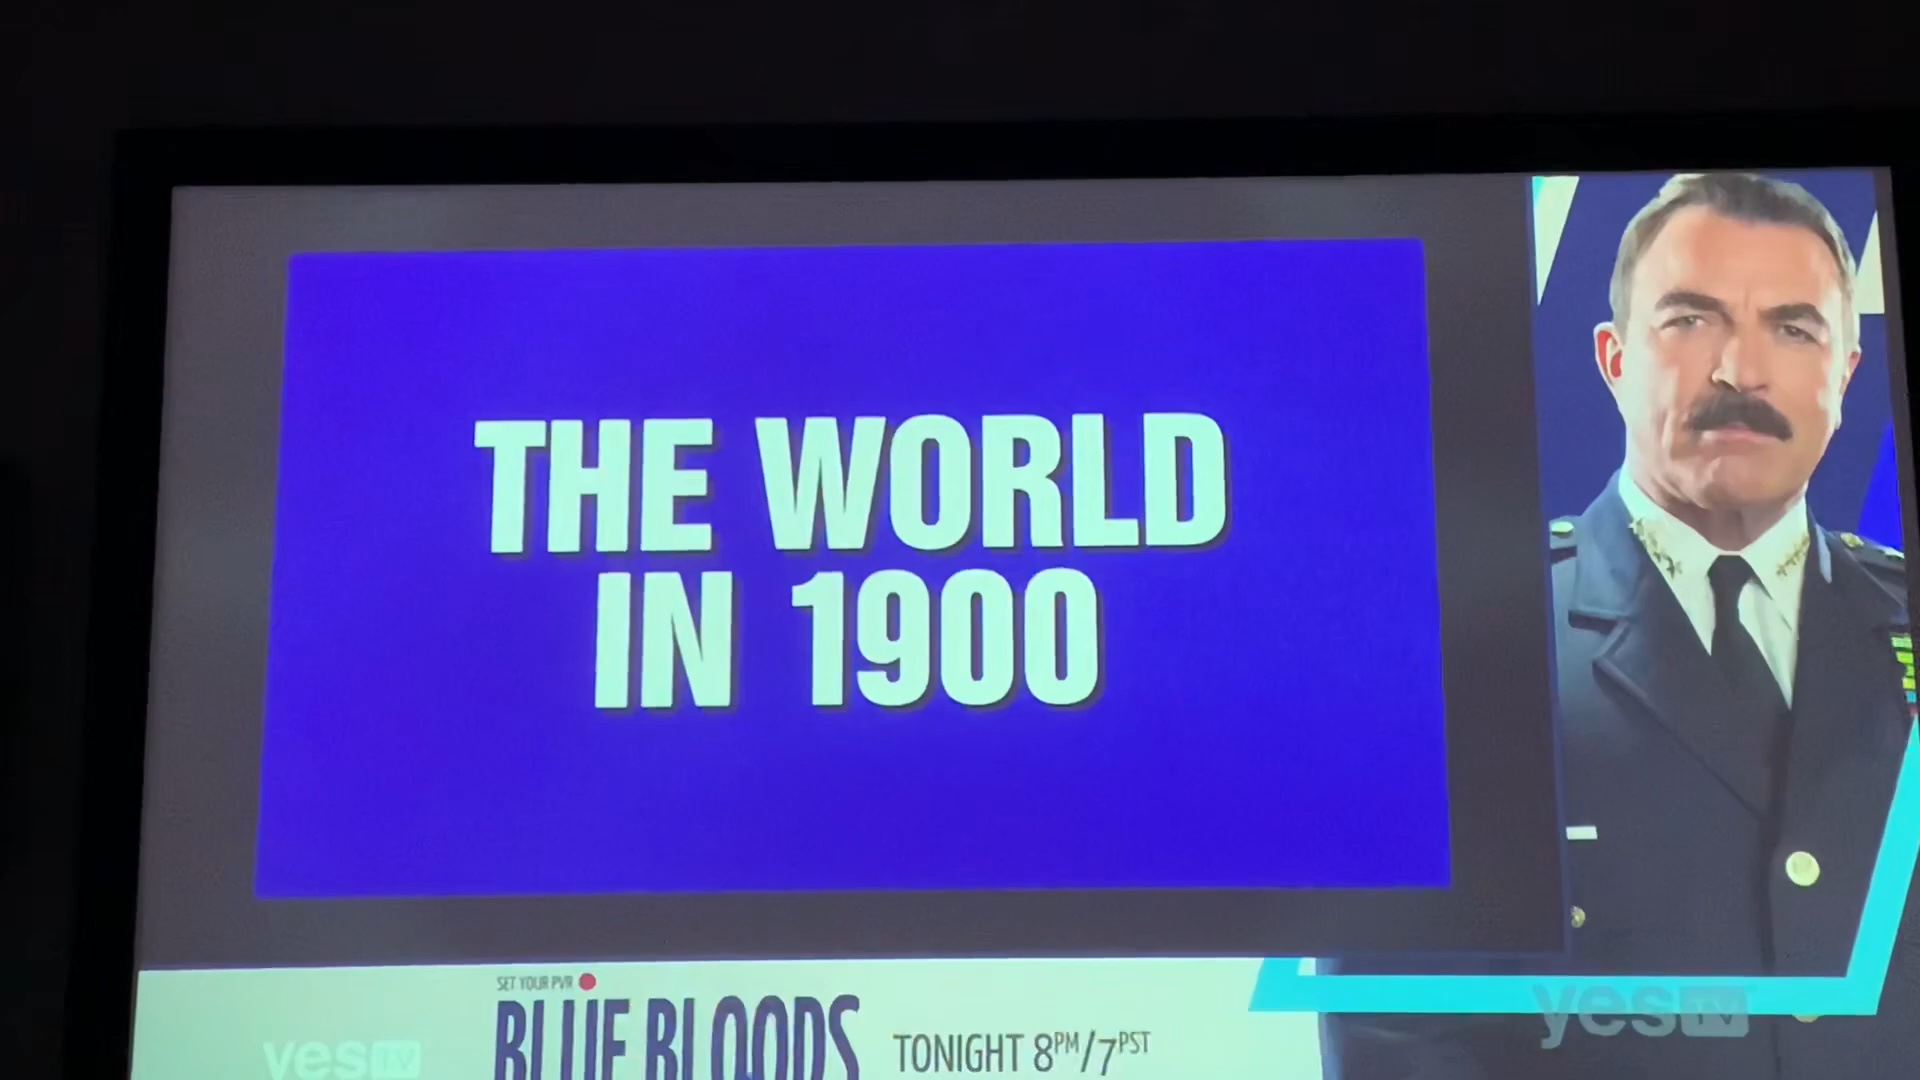 THE WORLD
IN 1900
SET YOUR PVR
BLUE BLOODS
TONIGHT 8PM/7PST
yes TV
yes TV